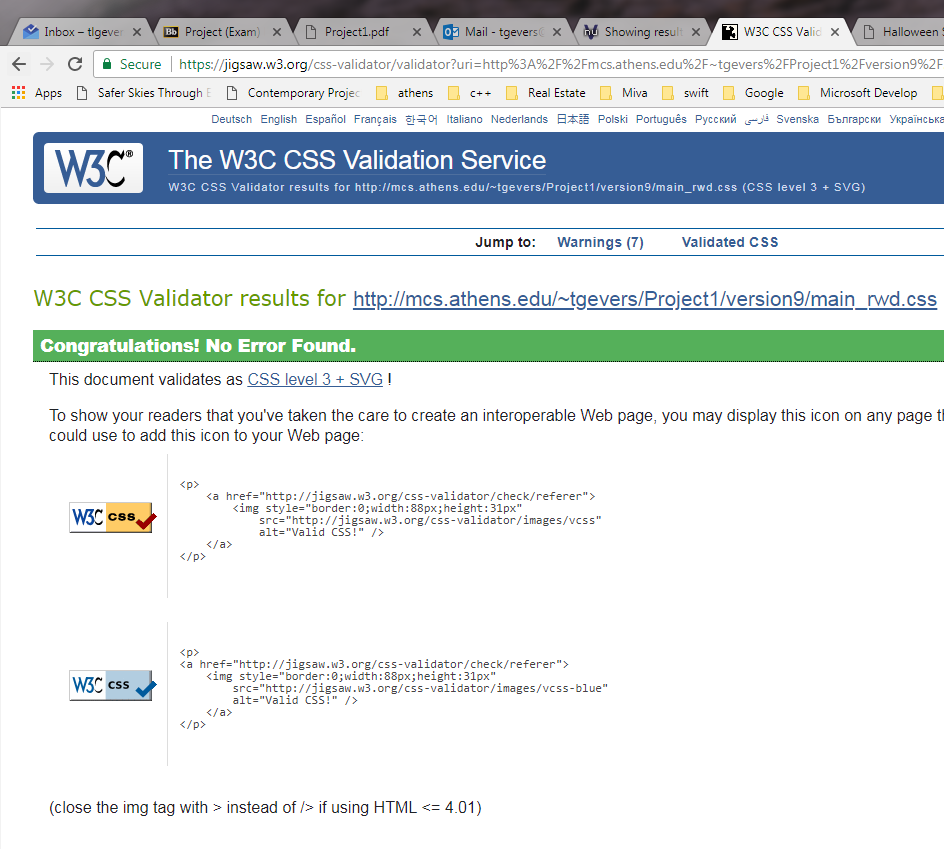 Inbox – tlgever
Project (Exam)
Project1.pdf
Mail - tgevers@
Showing result
W3C CSS Valid
Halloween S
Secure
https://jigsaw.w3.org/css-validator/validator?uri=http%3A%2F%2Fmcs.athens.edu%2F~tgevers%2FProject1%2Fversion9%2F
Apps Safer Skies Through E Contemporary Projec athens c++ Real Estate Miva swift Google Microsoft Develop
Deutsch English Español Français 한국어 Italiano Nederlands 日本語 Polski Português Русский فارسی Svenska Български Українська
W3C®
The W3C CSS Validation Service
W3C CSS Validator results for http://mcs.athens.edu/~tgevers/Project1/version9/main_rwd.css (CSS level 3 + SVG)
Jump to: Warnings (7) Validated CSS
W3C CSS Validator results for http://mcs.athens.edu/~tgevers/Project1/version9/main_rwd.css
Congratulations! No Error Found.
This document validates as CSS level 3 + SVG !
To show your readers that you've taken the care to create an interoperable Web page, you may display this icon on any page th
could use to add this icon to your Web page:
W3C css
<p>
<a href="http://jigsaw.w3.org/css-validator/check/referer">
<img style="border:0;width:88px;height:31px"
src="http://jigsaw.w3.org/css-validator/images/vcss"
alt="Valid CSS!" />
</a>
</p>
W3C css
<p>
<a href="http://jigsaw.w3.org/css-validator/check/referer">
<img style="border:0;width:88px;height:31px"
src="http://jigsaw.w3.org/css-validator/images/vcss-blue"
alt="Valid CSS!" />
</a>
</p>
(close the img tag with > instead of /> if using HTML <= 4.01)